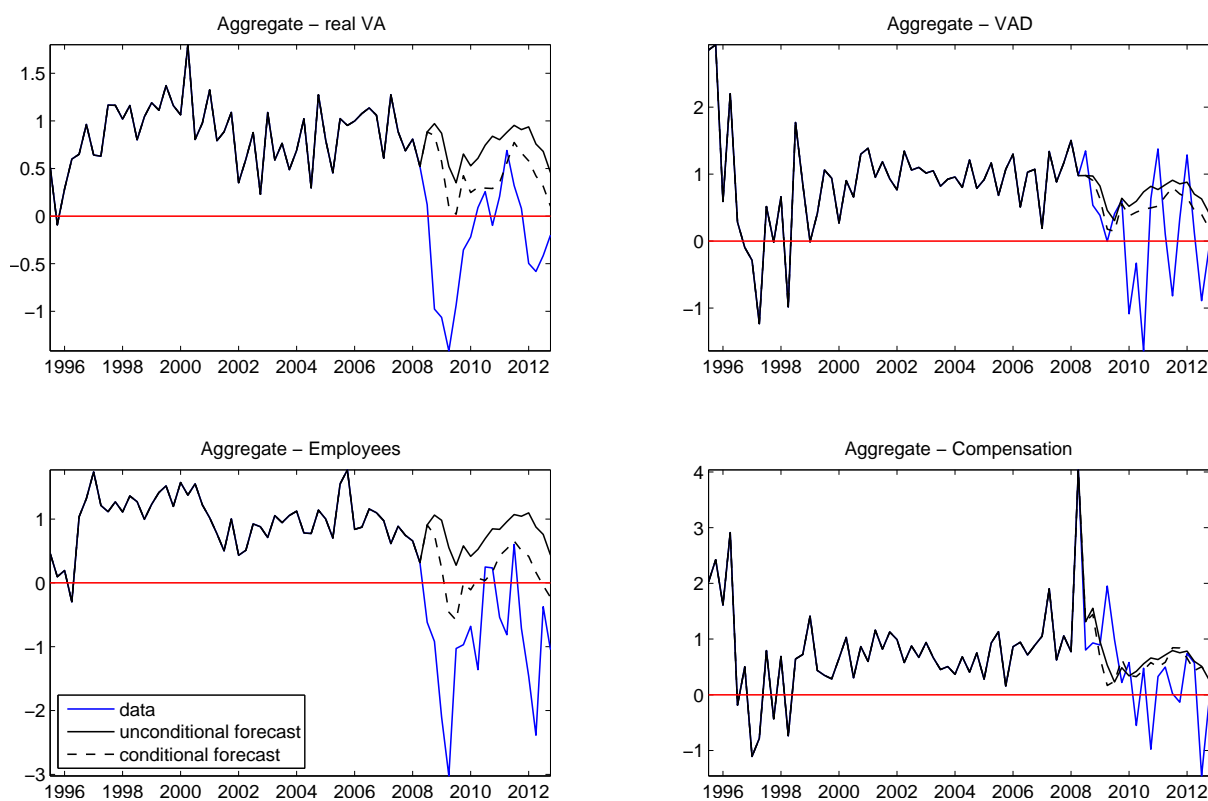 Aggregate − real VA
1.5
1
0.5
0
−0.5
−1
1996 1998 2000 2002 2004 2006 2008 2010 2012
Aggregate − VAD
2
1
0
−1
1996 1998 2000 2002 2004 2006 2008 2010 2012
Aggregate − Employees
1
0
−1
−2
−3
data
unconditional forecast
conditional forecast
1996 1998 2000 2002 2004 2006 2008 2010 2012
Aggregate − Compensation
4
3
2
1
0
−1
1996 1998 2000 2002 2004 2006 2008 2010 2012